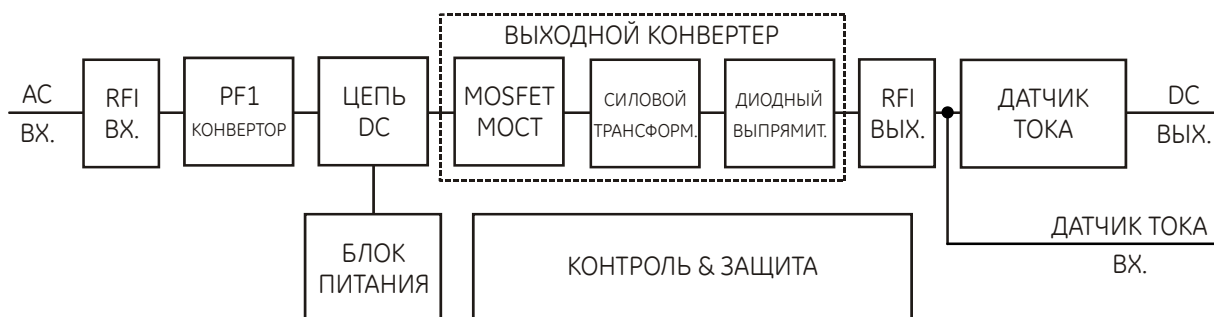 ВЫХОДНОЙ КОНВЕРТЕР
AC
ВХ.
RFI
ВХ.
PF1
КОНВЕРТОР
ЦЕПЬ
DC
MOSFET
МОСТ
СИЛОВОЙ
ТРАНСФОРМ.
ДИОДНЫЙ
ВЫПРЯМИТ.
RFI
ВЫХ.
ДАТЧИК
ТОКА
DC
ВЫХ.
БЛОК
ПИТАНИЯ
КОНТРОЛЬ & ЗАЩИТА
ДАТЧИК ТОКА
ВХ.